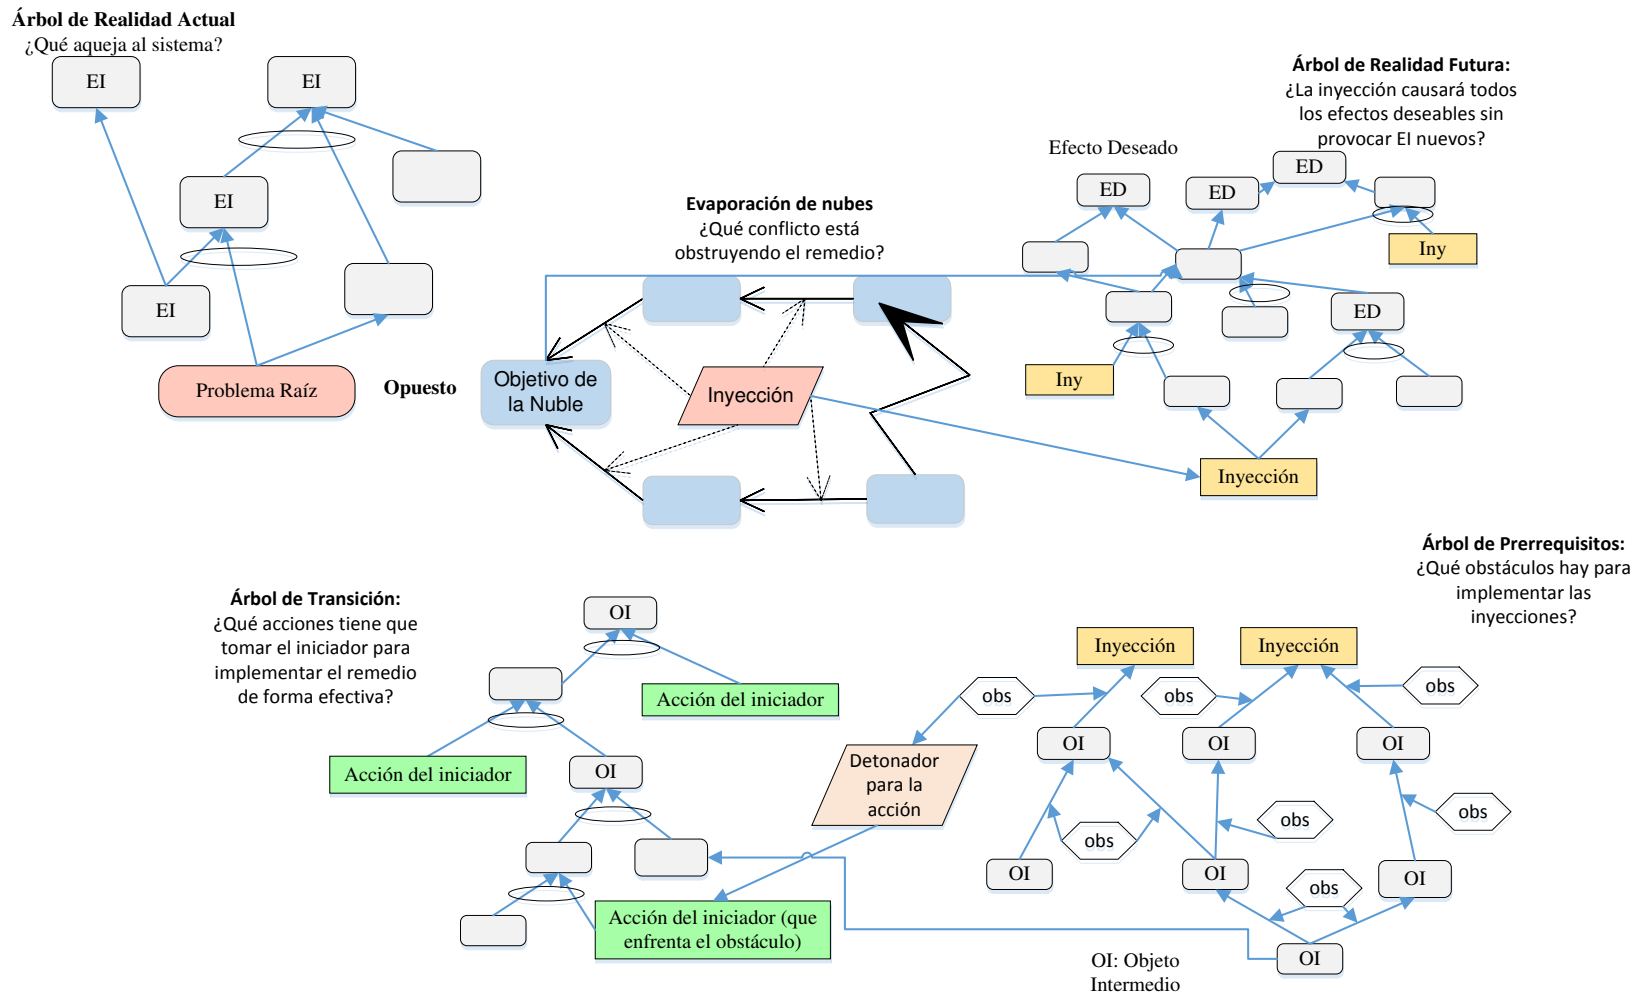 Árbol de Realidad Actual
¿Qué aqueja al sistema?
EI
EI
EI
EI
Problema Raíz
Opuesto
Evaporación de nubes
¿Qué conflicto está
obstruyendo el remedio?
Objetivo de
la Nuble
Inyección
Árbol de Realidad Futura:
¿La inyección causará todos
los efectos deseables sin
provocar EI nuevos?
Efecto Deseado
ED
ED
ED
Iny
ED
Iny
Inyección
Árbol de Transición:
¿Qué acciones tiene que
tomar el iniciador para
implementar el remedio
de forma efectiva?
OI
Acción del iniciador
Acción del iniciador
OI
Acción del iniciador (que
enfrenta el obstáculo)
Detonador
para la
acción
Árbol de Prerrequisitos:
¿Qué obstáculos hay para
implementar las
inyecciones?
Inyección
Inyección
obs
obs
obs
OI
OI
OI
obs
obs
obs
OI
OI
OI
obs
OI
OI: Objeto
Intermedio